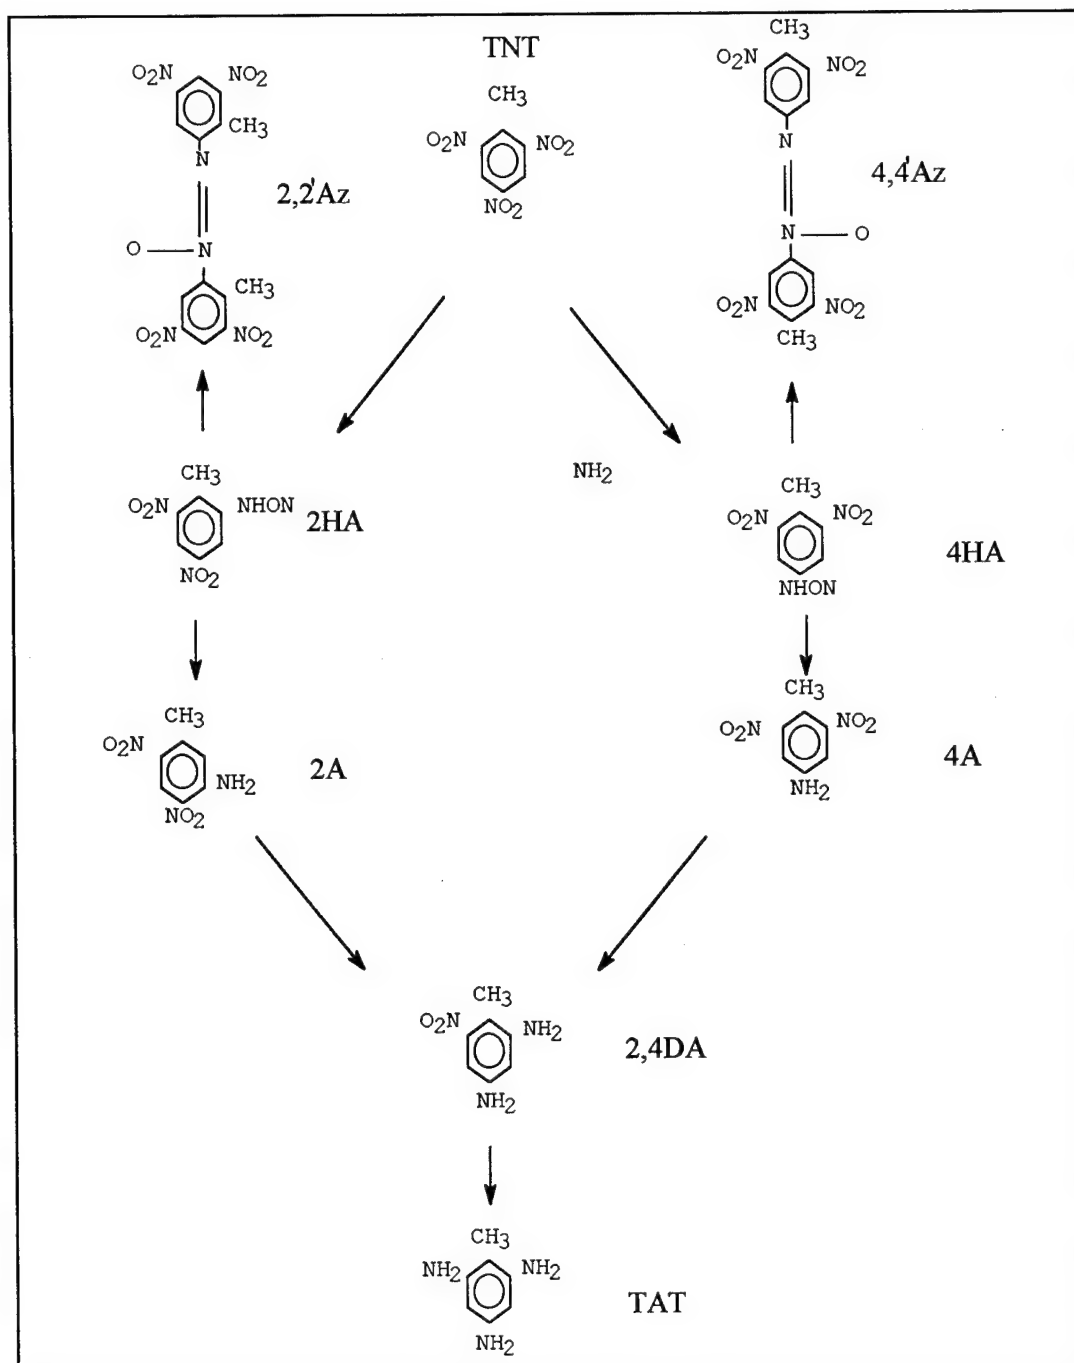 TNT
CH3
O2N NO2
NO2
O2N NO2
CH3
N
2,2'Az
O N
CH3
O2N NO2
CH3
O2N NO2
N
4,4'Az
N O
O2N NO2
CH3
CH3
O2N NHON
2HA
NO2
NH2
CH3
O2N NO2
4HA
NHON
CH3
O2N
2A
NH2
NO2
CH3
O2N NO2
4A
NH2
CH3
O2N NH2
2,4DA
NH2
CH3
NH2 NH2
TAT
NH2